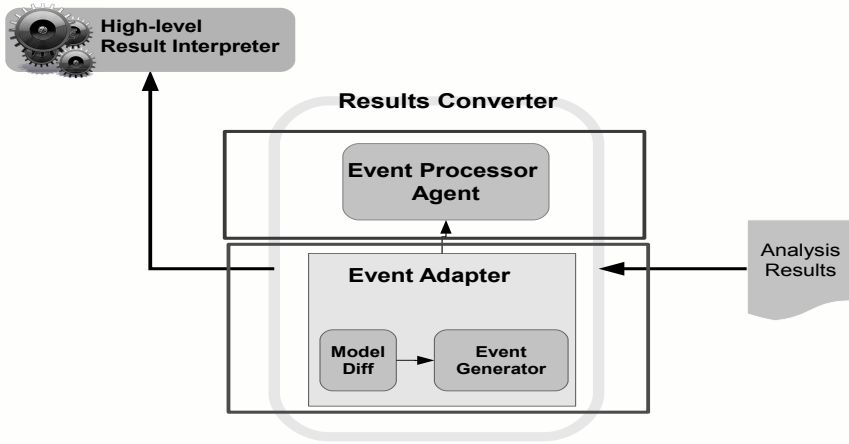 High-level
Result Interpreter
Results Converter
Event Processor
Agent
Event Adapter
Model
Diff
Event
Generator
Analysis
Results